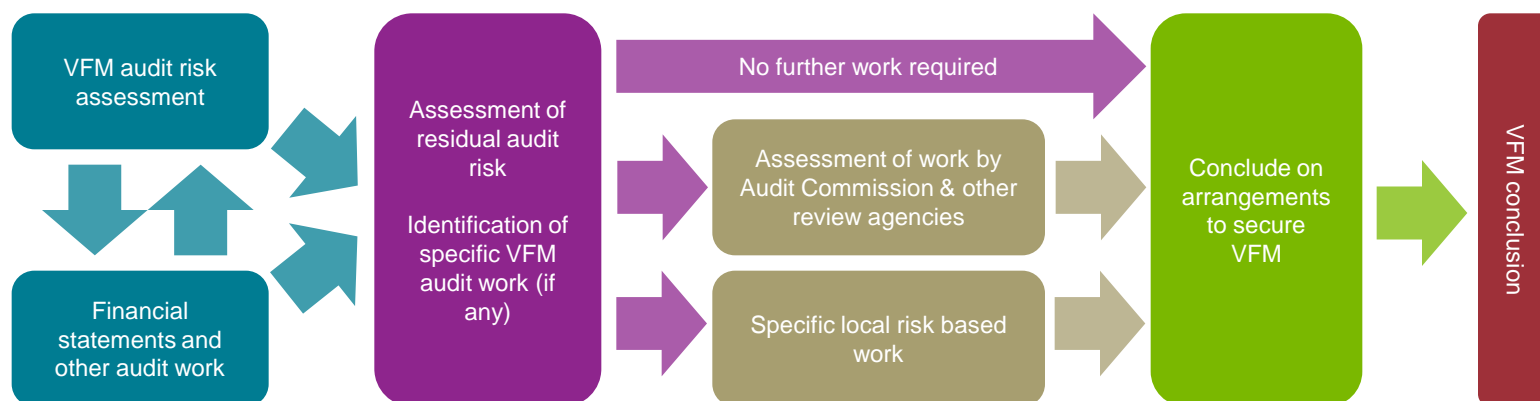 VFM audit risk
assessment
Financial
statements and
other audit work
Assessment of
residual audit
risk
Identification of
specific VFM
audit work (if
any)
No further work required
Assessment of work by
Audit Commission & other
review agencies
Specific local risk based
work
Conclude on
arrangements
to secure
VFM
VFM conclusion